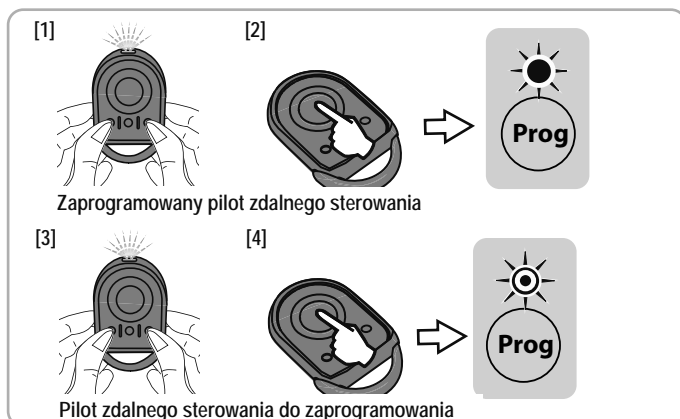 [1] [2]
Prog
Zaprogramowany pilot zdalnego sterowania
[3] [4]
Prog
Pilot zdalnego sterowania do zaprogramowania